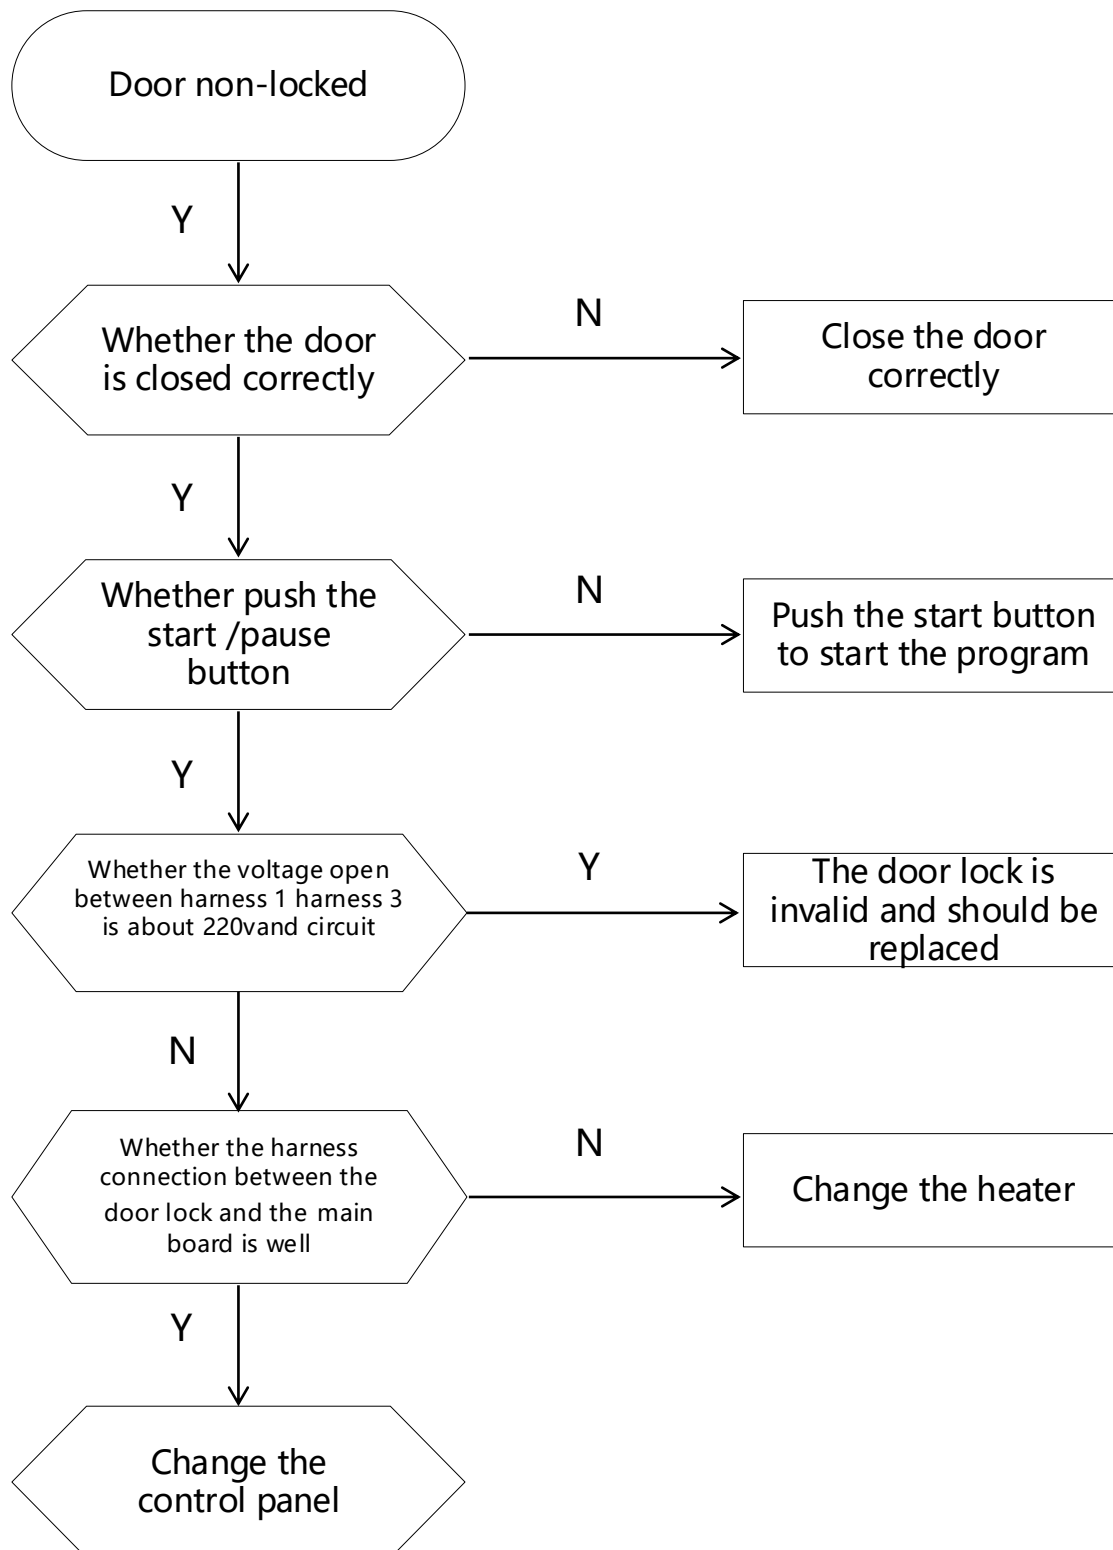 Door non-locked
Y
Whether the door
is closed correctly
N
Close the door
correctly
Y
Whether push the
start /pause
button
N
Push the start button
to start the program
Y
Whether the voltage open
between harness 1 harness 3
is about 220vand circuit
Y
The door lock is
invalid and should be
replaced
N
Whether the harness
connection between the
door lock and the main
board is well
N
Change the heater
Y
Change the
control panel